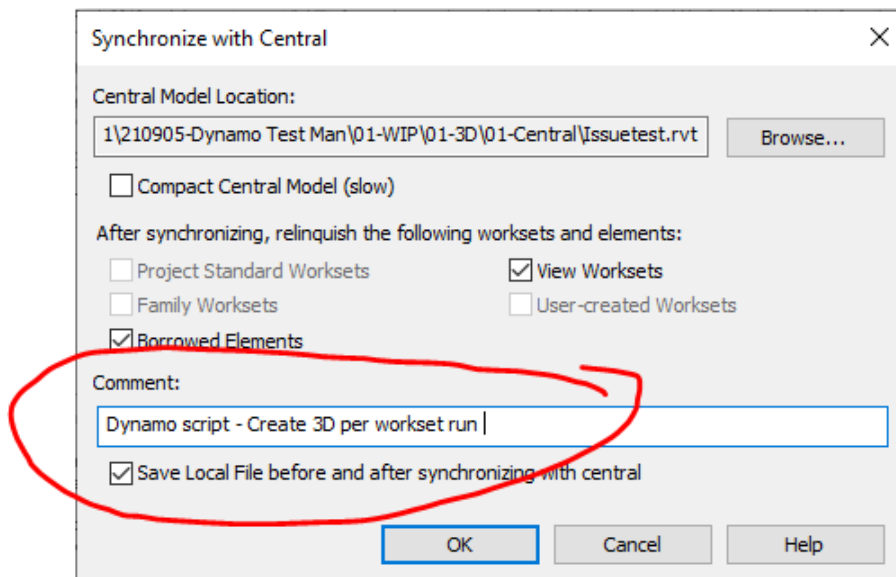 Synchronize with Central
Central Model Location:
1\210905-Dynamo Test Man\01-WIP\01-3D\01-Central\Issuetest.rvt
Browse...
Compact Central Model (slow)
After synchronizing, relinquish the following worksets and elements:
Project Standard Worksets
View Worksets
Family Worksets
User-created Worksets
Borrowed Elements
Comment:
Dynamo script - Create 3D per workset run
Save Local File before and after synchronizing with central
OK
Cancel
Help